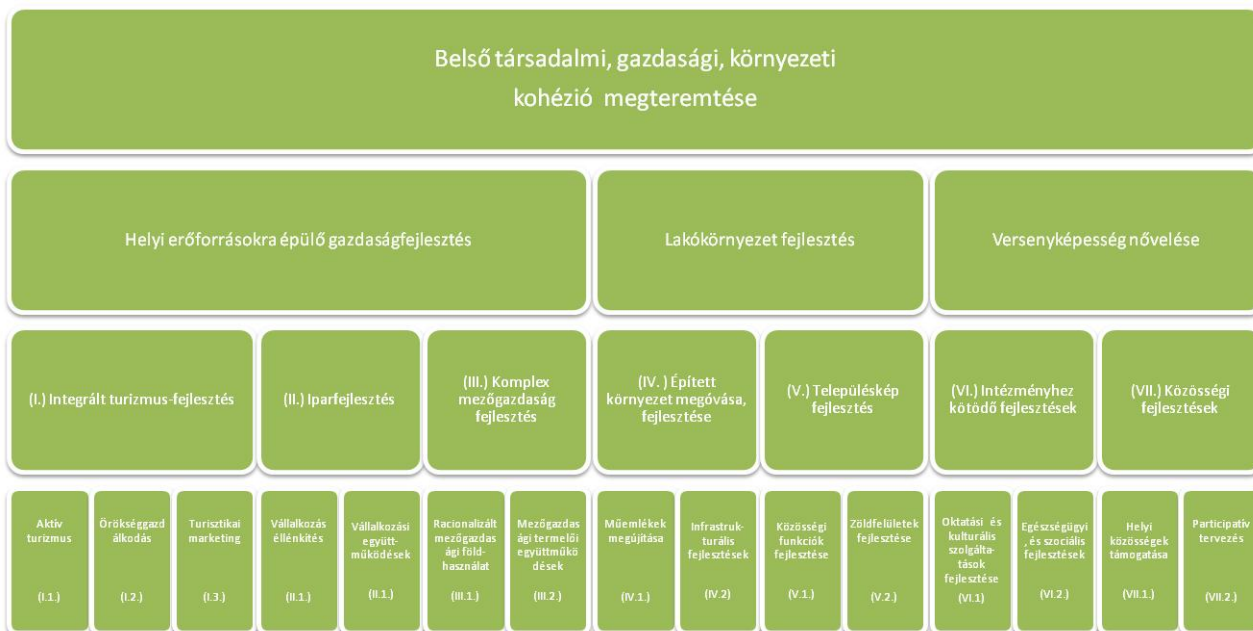 Belső társadalmi, gazdasági, környezeti
kohézió megteremtése
Helyi erőforrásokra épülő gazdaságfejlesztés
Lakókörnyezet fejlesztés
Versenyképesség nővelése
(I.) Integrált turizmus-fejlesztés
(II.) Iparfejlesztés
(III.) Komplex
mezőgazdaság
fejlesztés
(IV. ) Épített
környezet megóvása,
fejlesztése
(V.) Településkép
fejlesztés
(VI.) Intézményhez
kötödő fejlesztések
(VII.) Közösségi
fejlesztések
Aktív
turizmus
(I.1.)
Örökséggazd
álkodás
(I.2.)
Turisztikai
marketing
(I.3.)
Vállalkozás
éllénkítés
(II.1.)
Vállalkozási
együtt-
működések
(II.1.)
Racionalizált
mezőgazdas
ági föld-
használat
(III.1.)
Mezőgazdas
ági termelői
együttműkö
dések
(III.2.)
Műemlékek
megújítása
(IV.1.)
Infrastruk-
turális
fejlesztések
(IV.2)
Közösségi
funkciók
fejlesztése
(V.1.)
Zöldfelületek
fejlesztése
(V.2.)
Oktatási és
kulturális
szolgálta-
tások
fejlesztése
(VI.1)
Egészségügyi
, és szociális
fejlesztések
(VI.2.)
Helyi
közösségek
támogatása
(VII.1.)
Participatív
tervezés
(VII.2.)